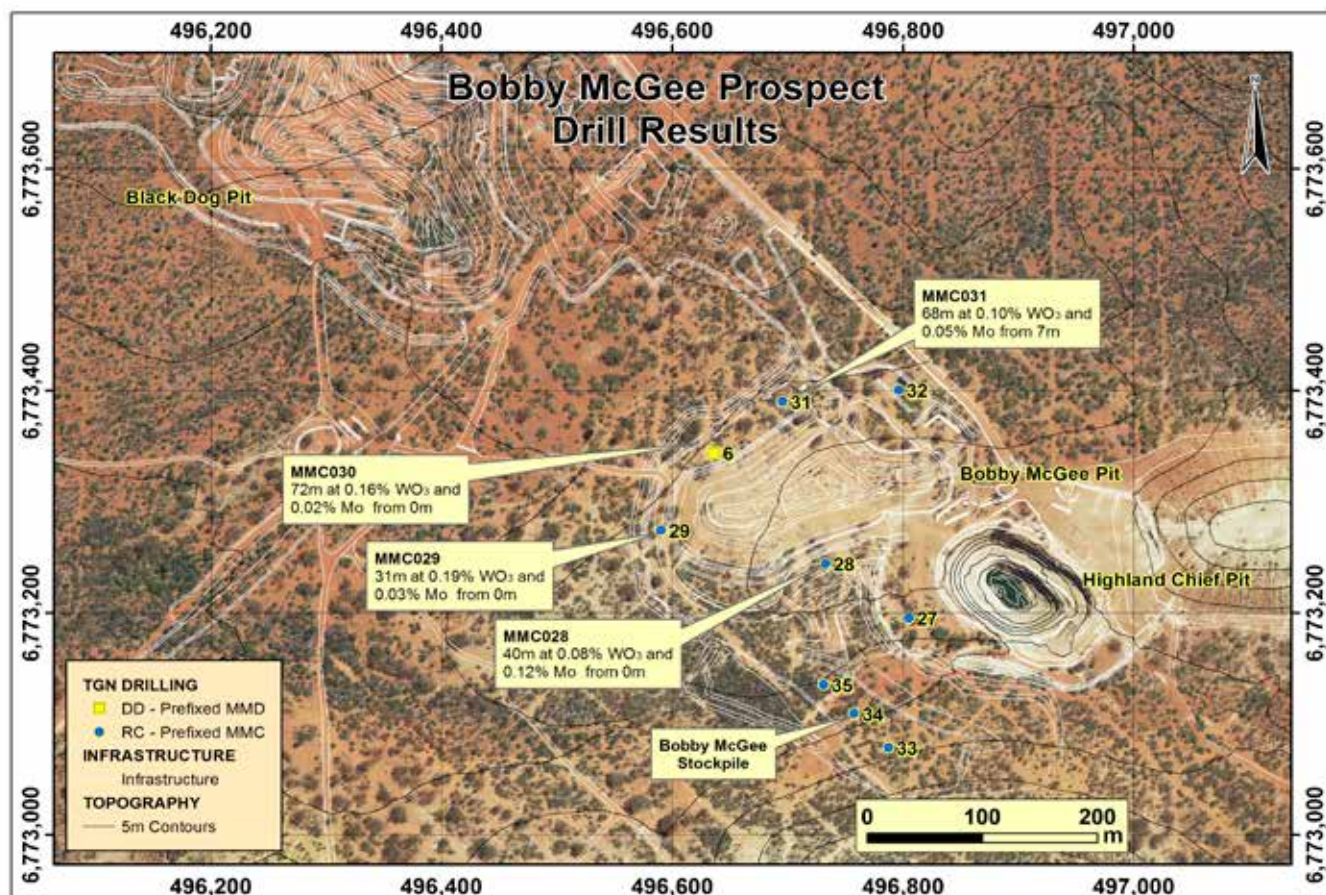 496,200 496,400 496,600 496,800 497,000
Bobby McGee Prospect
Drill Results
N
6,773,600
6,773,600
Black Dog Pit
MMC031
68m at 0.10% WO₃ and
0.05% Mo from 7m
6,773,400
6,773,400
31
32
6
MMC030
72m at 0.16% WO₃ and
0.02% Mo from 0m
Bobby McGee Pit
29
MMC029
31m at 0.19% WO₃ and
0.03% Mo from 0m
28
Highland Chief Pit
6,773,200
6,773,200
27
MMC028
40m at 0.08% WO₃ and
0.12% Mo from 0m
35
34
33
Bobby McGee
Stockpile
TGN DRILLING
DD - Prefixed MMD
RC - Prefixed MMC
INFRASTRUCTURE
Infrastructure
TOPOGRAPHY
5m Contours
0 100 200
m
6,773,000
6,773,000
496,200 496,400 496,600 496,800 497,000